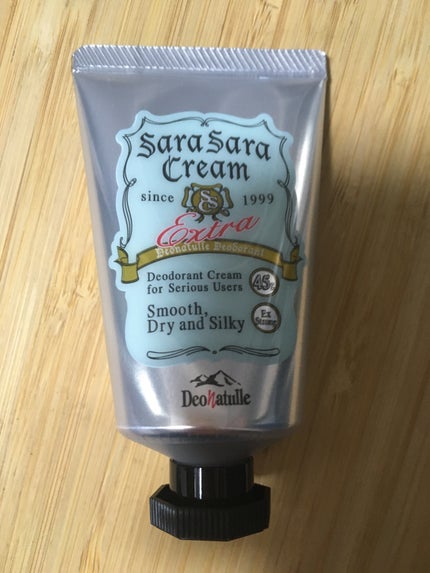 Sara Sara
Cream
since 1999
Extra
Deonatulle Deodorant
Deodorant Cream
for Serious Users
45g
Smooth,
Dry and Silky
Ex
Strong
DeoNatulle